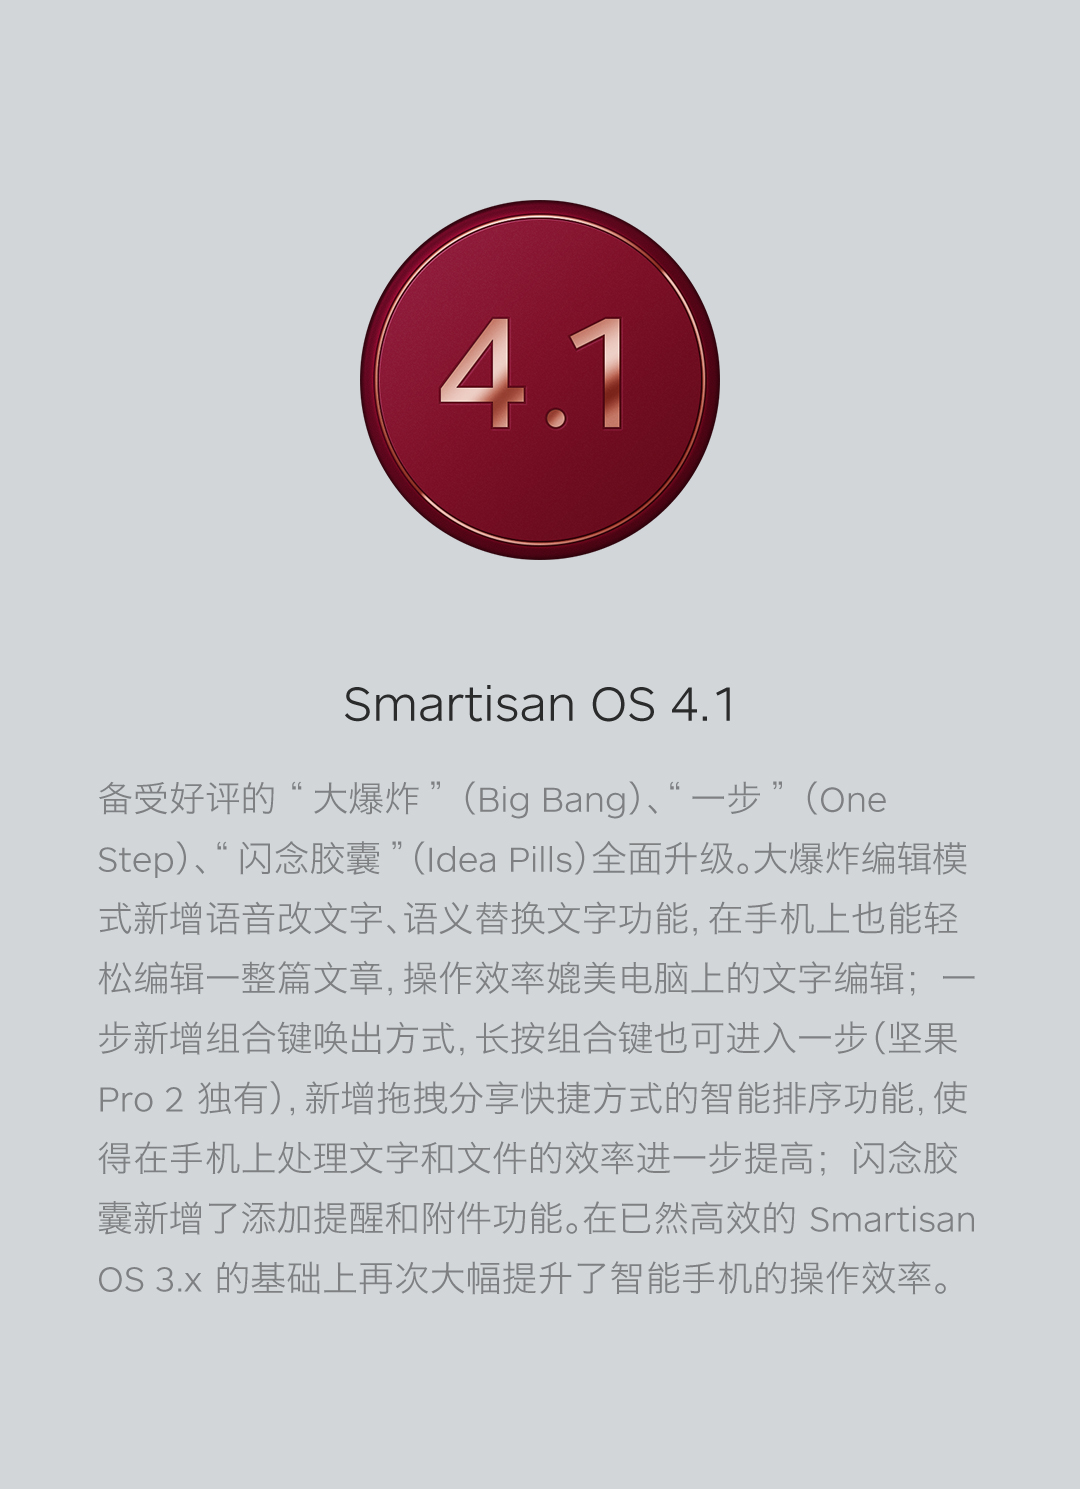 4.1
Smartisan OS 4.1
备受好评的 “ 大爆炸 ”（Big Bang）、“ 一步 ”（One
Step）、“ 闪念胶囊 ”（Idea Pills）全面升级。大爆炸编辑模
式新增语音改文字、语义替换文字功能, 在手机上也能轻
松编辑一整篇文章, 操作效率媲美电脑上的文字编辑； 一
步新增组合键唤出方式, 长按组合键也可进入一步（坚果
Pro 2 独有）, 新增拖拽分享快捷方式的智能排序功能, 使
得在手机上处理文字和文件的效率进一步提高； 闪念胶
囊新增了添加提醒和附件功能。在已然高效的 Smartisan
OS 3.x 的基础上再次大幅提升了智能手机的操作效率。